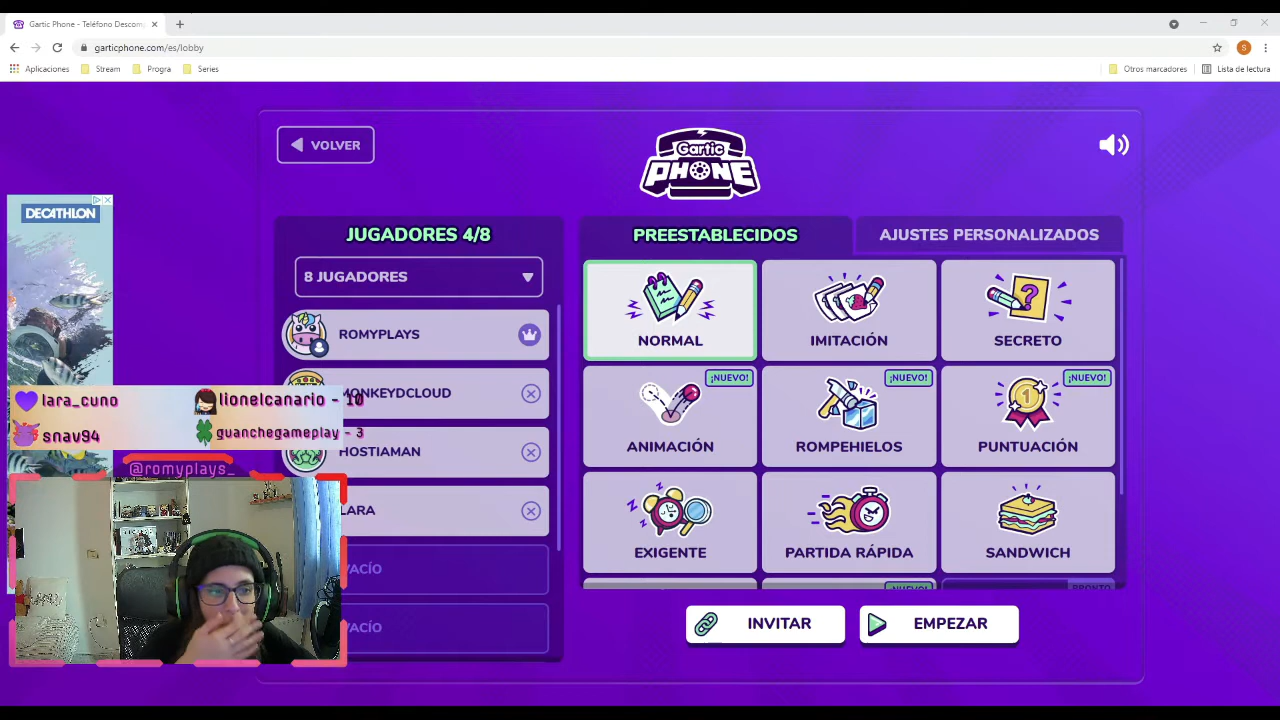 Gartic Phone - Teléfono Descom
garticphone.com/es/lobby
S
Aplicaciones
Stream
Progra
Series
Otros marcadores
Lista de lectura
VOLVER
Gartic
PHONE
DECATHLON
JUGADORES 4/8
8 JUGADORES
ROMYPLAYS
MONKEYDCLOUD
HOSTIAMAN
LARA
VACÍO
VACÍO
PREESTABLECIDOS
AJUSTES PERSONALIZADOS
NORMAL
IMITACIÓN
?
SECRETO
ANIMACIÓN
¡NUEVO!
ROMPEHIELOS
¡NUEVO!
1
PUNTUACIÓN
¡NUEVO!
EXIGENTE
PARTIDA RÁPIDA
SANDWICH
¡NUEVO!
PRONTO
INVITAR
EMPEZAR
lara_cuno
lionelcanario - 10
snav94
guanchegameplay - 3
@romyplays_